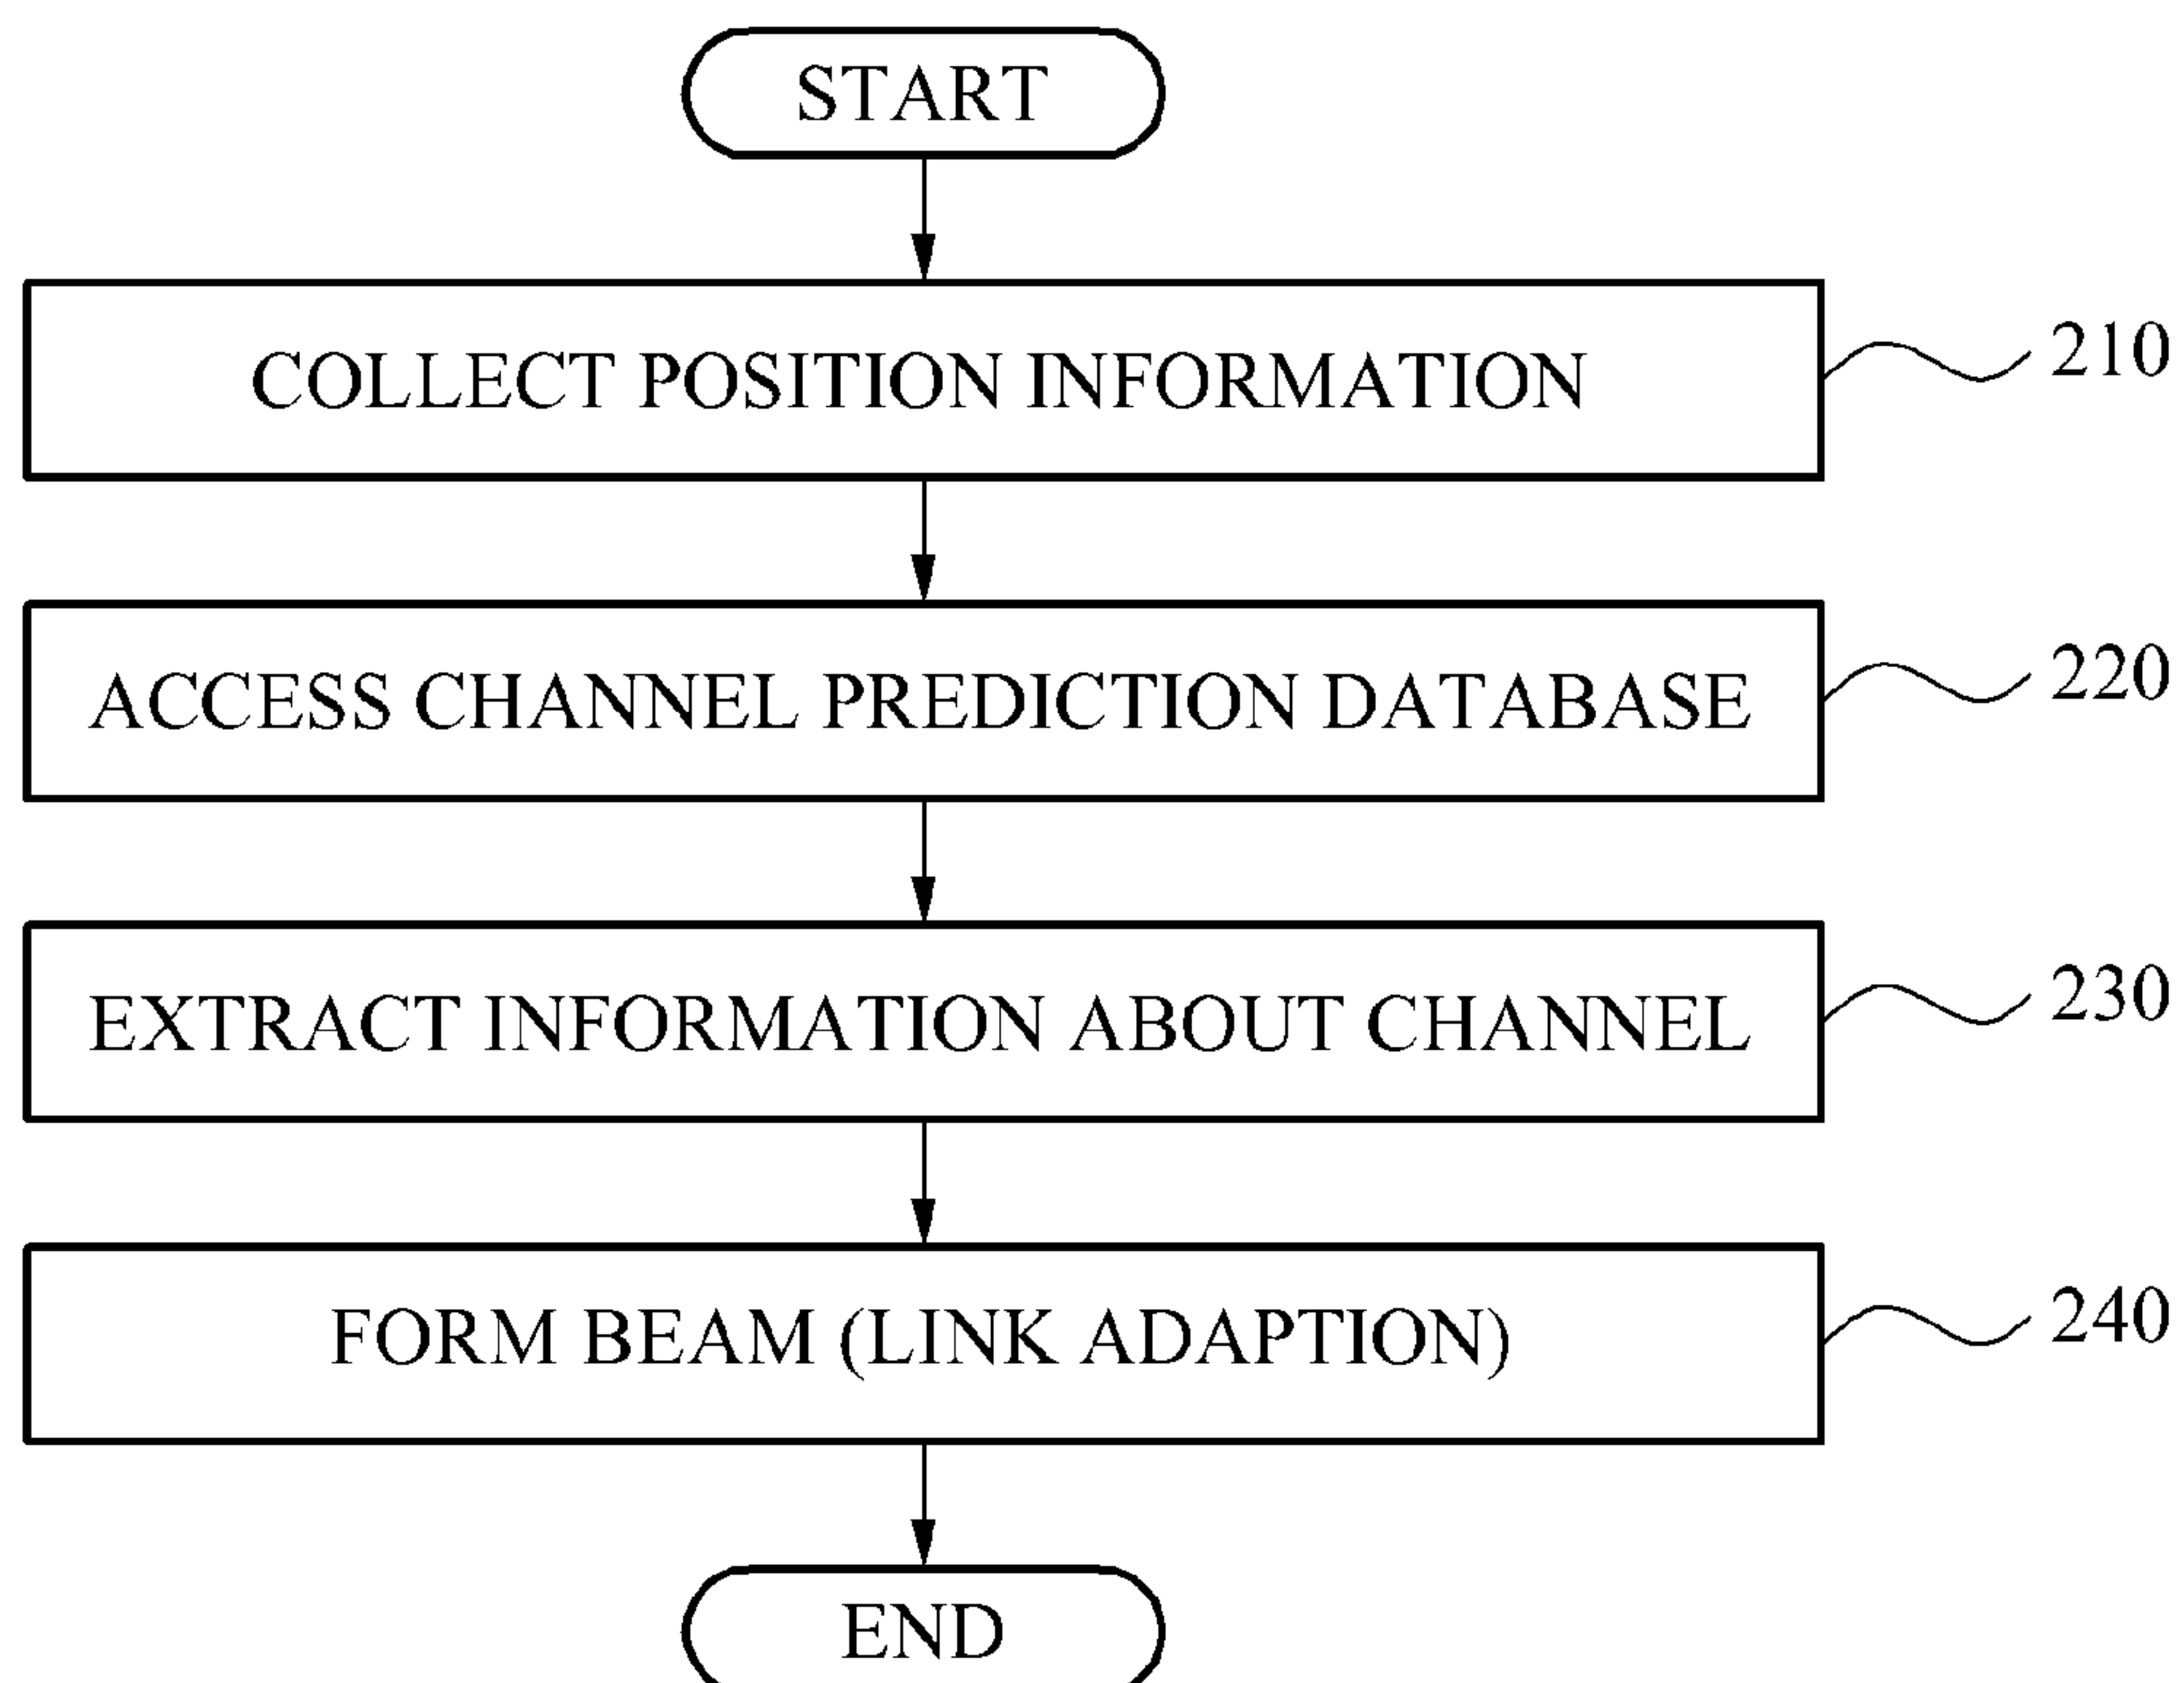 START
COLLECT POSITION INFORMATION
210
ACCESS CHANNEL PREDICTION DATABASE
220
EXTRACT INFORMATION ABOUT CHANNEL
230
FORM BEAM (LINK ADAPTION)
240
END